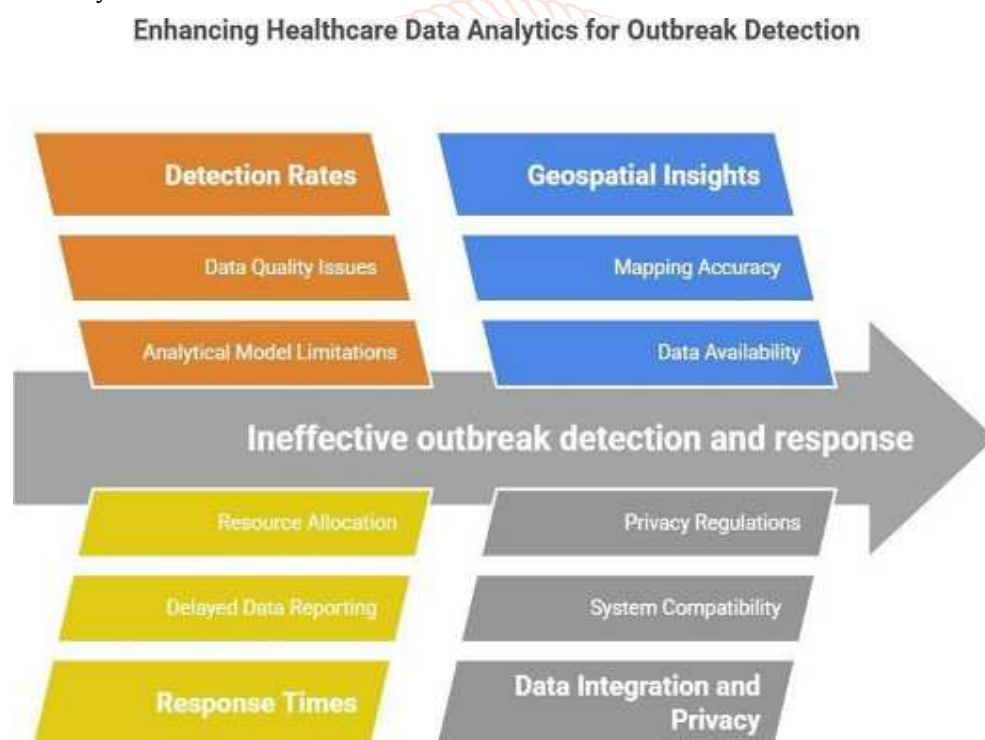 Enhancing Healthcare Data Analytics for Outbreak Detection
Detection Rates
Data Quality Issues
Analytical Model Limitations
Geospatial Insights
Mapping Accuracy
Data Availability
Ineffective outbreak detection and response
Resource Allocation
Delayed Data Reporting
Response Times
Privacy Regulations
System Compatibility
Data Integration and
Privacy